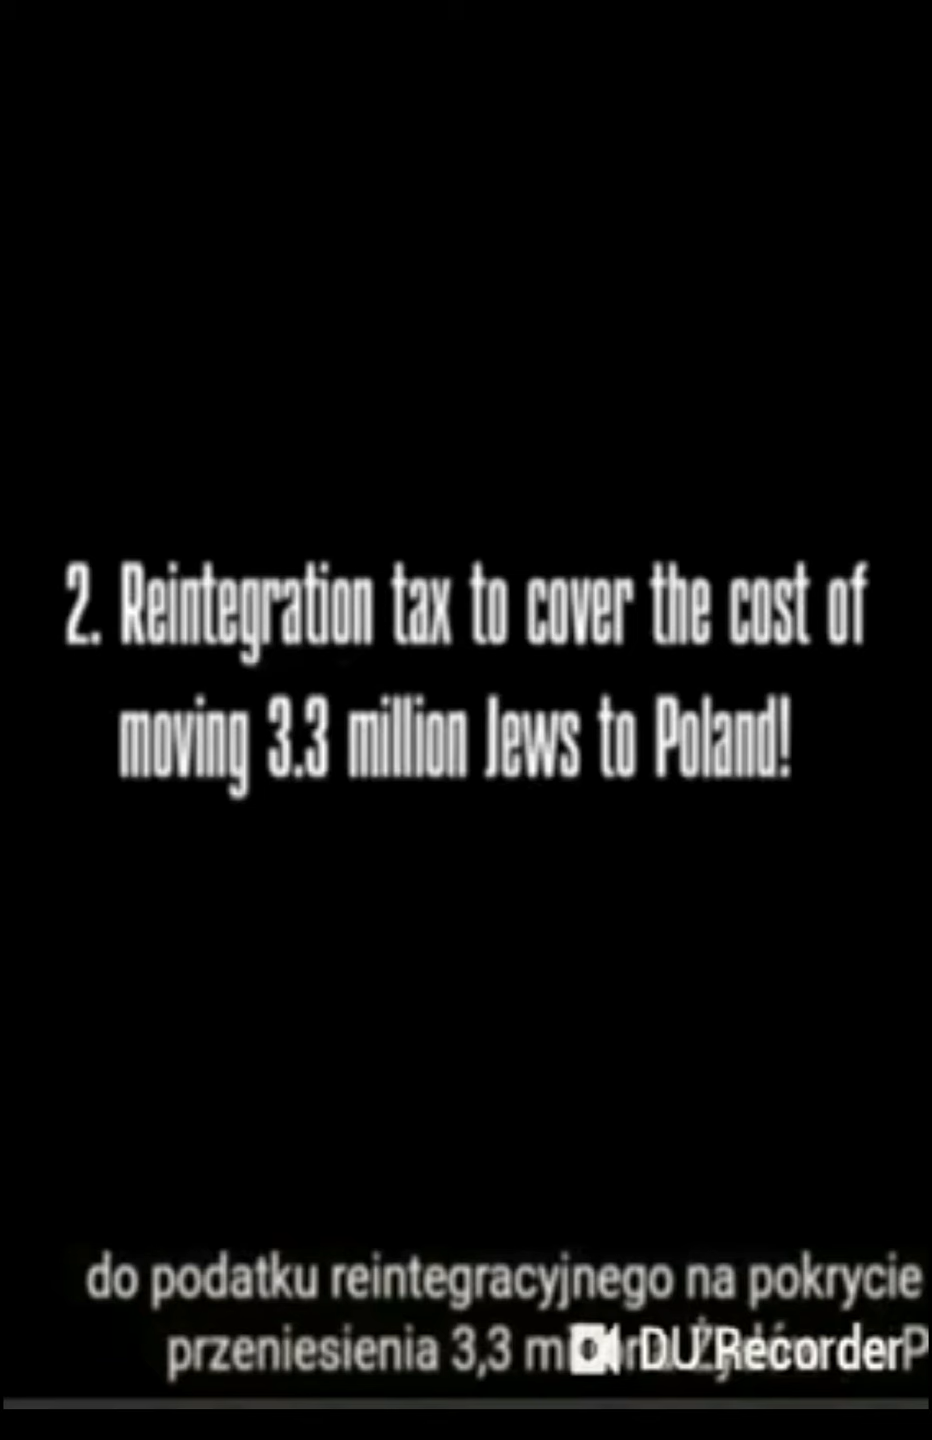 2. Reintegration tax to cover the cost of
moving 3.3 million Jews to Poland!
do podatku reintegracyjnego na pokrycie
przeniesienia 3,3
DU Recorder